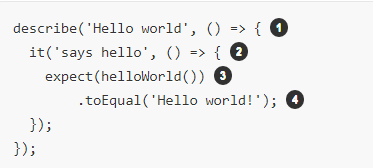 describe('Hello world', () => { 1
it('says hello', () => { 2
expect(helloWorld()) 3
.toEqual('Hello world!'); 4
});
});